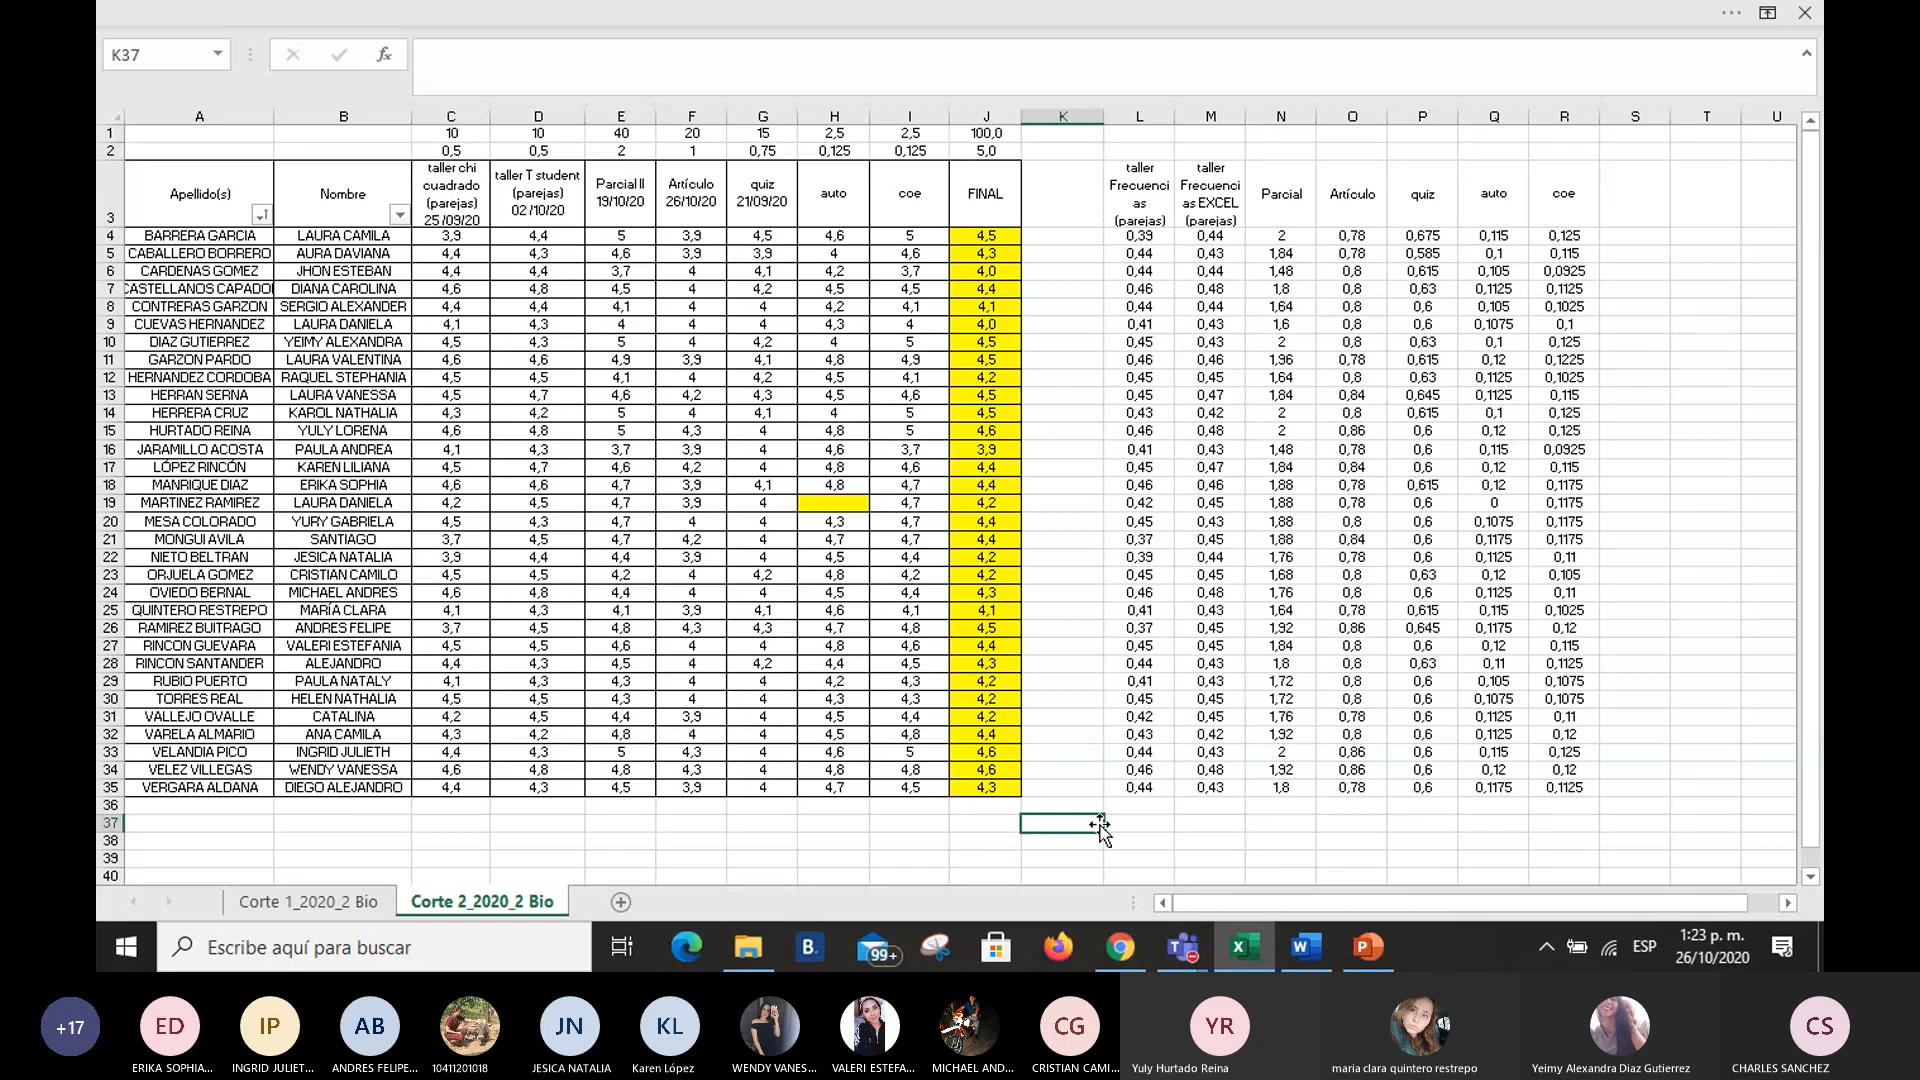 K37
fx
A B C D E F G H I J K L M N O P Q R S T U
1 10 10 40 20 15 2,5 2,5 100,0
2 0,5 0,5 2 1 0,75 0,125 0,125 5,0
3 Apellido(s) Nombre taller chi cuadrado (parejas) 25/09/20 taller T student (parejas) 02/10/20 Parcial II 19/10/20 Artículo 26/10/20 quiz 21/09/20 auto coe FINAL taller Frecuenci as (parejas) taller Frecuenci as EXCEL (parejas) Parcial Artículo quiz auto coe
4 BARRERA GARCIA LAURA CAMILA 3,9 4,4 5 3,9 4,5 4,6 5 4,5 0,39 0,44 2 0,78 0,675 0,115 0,125
5 CABALLERO BORRERO AURA DAVIANA 4,4 4,3 4,6 3,9 3,9 4 4,6 4,3 0,44 0,43 1,84 0,78 0,585 0,1 0,115
6 CARDENAS GOMEZ JHON ESTEBAN 4,4 4,4 3,7 4 4,1 4,2 3,7 4,0 0,44 0,44 1,48 0,8 0,615 0,105 0,0925
7 CASTELLANOS CAPADO DIANA CAROLINA 4,6 4,8 4,5 4 4,2 4,5 4,5 4,4 0,46 0,48 1,8 0,8 0,63 0,1125 0,1125
8 CONTRERAS GARZON SERGIO ALEXANDER 4,4 4,4 4,1 4 4 4,2 4,1 4,1 0,44 0,44 1,64 0,8 0,6 0,105 0,1025
9 CUEVAS HERNANDEZ LAURA DANIELA 4,1 4,3 4 4 4 4,3 4 4,0 0,41 0,43 1,6 0,8 0,6 0,1075 0,1
10 DIAZ GUTIERREZ YEIMY ALEXANDRA 4,5 4,3 5 4 4,2 4 5 4,5 0,45 0,43 2 0,8 0,63 0,1 0,125
11 GARZON PARDO LAURA VALENTINA 4,6 4,6 4,9 3,9 4,1 4,8 4,9 4,5 0,46 0,46 1,96 0,78 0,615 0,12 0,1225
12 HERNANDEZ CORDOBA RAQUEL STEPHANIA 4,5 4,5 4,1 4 4,2 4,5 4,1 4,2 0,45 0,45 1,64 0,8 0,63 0,1125 0,1025
13 HERRAN SERNA LAURA VANESSA 4,5 4,7 4,6 4,2 4,3 4,5 4,6 4,5 0,45 0,47 1,84 0,84 0,645 0,1125 0,115
14 HERRERA CRUZ KAROL NATHALIA 4,3 4,2 5 4 4,1 4 5 4,5 0,43 0,42 2 0,8 0,615 0,1 0,125
15 HURTADO REINA YULY LORENA 4,6 4,8 5 4,3 4 4,8 5 4,6 0,46 0,48 2 0,86 0,6 0,12 0,125
16 JARAMILLO ACOSTA PAULA ANDREA 4,1 4,3 3,7 3,9 4 4,6 3,7 3,9 0,41 0,43 1,48 0,78 0,6 0,115 0,0925
17 LÓPEZ RINCÓN KAREN LILIANA 4,5 4,7 4,6 4,2 4 4,8 4,6 4,4 0,45 0,47 1,84 0,84 0,6 0,12 0,115
18 MANRIQUE DIAZ ERIKA SOPHIA 4,6 4,6 4,7 3,9 4,1 4,8 4,7 4,4 0,46 0,46 1,88 0,78 0,615 0,12 0,1175
19 MARTINEZ RAMIREZ LAURA DANIELA 4,2 4,5 4,7 3,9 4 4,7 4,2 0,42 0,45 1,88 0,78 0,6 0 0,1175
20 MESA COLORADO YURY GABRIELA 4,5 4,3 4,7 4 4 4,3 4,7 4,4 0,45 0,43 1,88 0,8 0,6 0,1075 0,1175
21 MONGUI AVILA SANTIAGO 3,7 4,5 4,7 4,2 4 4,7 4,7 4,4 0,37 0,45 1,88 0,84 0,6 0,1175 0,1175
22 NIETO BELTRAN JESICA NATALIA 3,9 4,4 4,4 3,9 4 4,5 4,4 4,2 0,39 0,44 1,76 0,78 0,6 0,1125 0,11
23 ORJUELA GOMEZ CRISTIAN CAMILO 4,5 4,5 4,2 4 4,2 4,8 4,2 4,2 0,45 0,45 1,68 0,8 0,63 0,12 0,105
24 OVIEDO BERNAL MICHAEL ANDRES 4,6 4,8 4,4 4 4 4,5 4,4 4,3 0,46 0,48 1,76 0,8 0,6 0,1125 0,11
25 QUINTERO RESTREPO MARÍA CLARA 4,1 4,3 4,1 3,9 4,1 4,6 4,1 4,1 0,41 0,43 1,64 0,78 0,615 0,115 0,1025
26 RAMIREZ BUITRAGO ANDRES FELIPE 3,7 4,5 4,8 4,3 4,3 4,7 4,8 4,5 0,37 0,45 1,92 0,86 0,645 0,1175 0,12
27 RINCON GUEVARA VALERI ESTEFANIA 4,5 4,5 4,6 4 4 4,8 4,6 4,4 0,45 0,45 1,84 0,8 0,6 0,12 0,115
28 RINCON SANTANDER ALEJANDRO 4,4 4,3 4,5 4 4,2 4,4 4,5 4,3 0,44 0,43 1,8 0,8 0,63 0,11 0,1125
29 RUBIO PUERTO PAULA NATALY 4,1 4,3 4,3 4 4 4,2 4,3 4,2 0,41 0,43 1,72 0,8 0,6 0,105 0,1075
30 TORRES REAL HELEN NATHALIA 4,5 4,5 4,3 4 4 4,3 4,3 4,2 0,45 0,45 1,72 0,8 0,6 0,1075 0,1075
31 VALLEJO OVALLE CATALINA 4,2 4,5 4,4 3,9 4 4,5 4,4 4,2 0,42 0,45 1,76 0,78 0,6 0,1125 0,11
32 VARELA ALMARIO ANA CAMILA 4,3 4,2 4,8 4 4 4,5 4,8 4,4 0,43 0,42 1,92 0,8 0,6 0,1125 0,12
33 VELANDIA PICO INGRID JULIETH 4,4 4,3 5 4,3 4 4,6 5 4,6 0,44 0,43 2 0,86 0,6 0,115 0,125
34 VELEZ VILLEGAS WENDY VANESSA 4,6 4,8 4,8 4,3 4 4,8 4,8 4,6 0,46 0,48 1,92 0,86 0,6 0,12 0,12
35 VERGARA ALDANA DIEGO ALEJANDRO 4,4 4,3 4,5 3,9 4 4,7 4,5 4,3 0,44 0,43 1,8 0,78 0,6 0,1175 0,1125
36
37
38
39
40
Corte 1_2020_2 Bio Corte 2_2020_2 Bio
Escribe aquí para buscar B. 99+ X W P ESP 1:23 p. m.
26/10/2020
+17 ED IP AB JN KL CG YR CS
ERIKA SOPHIA... INGRID JULIET... ANDRES FELIPE... 10411201018 JESICA NATALIA Karen López WENDY VANES... VALERI ESTEFA... MICHAEL AND... CRISTIAN CAMI... Yuly Hurtado Reina maria clara quintero restrepo Yeimy Alexandra Diaz Gutierrez CHARLES SANCHEZ